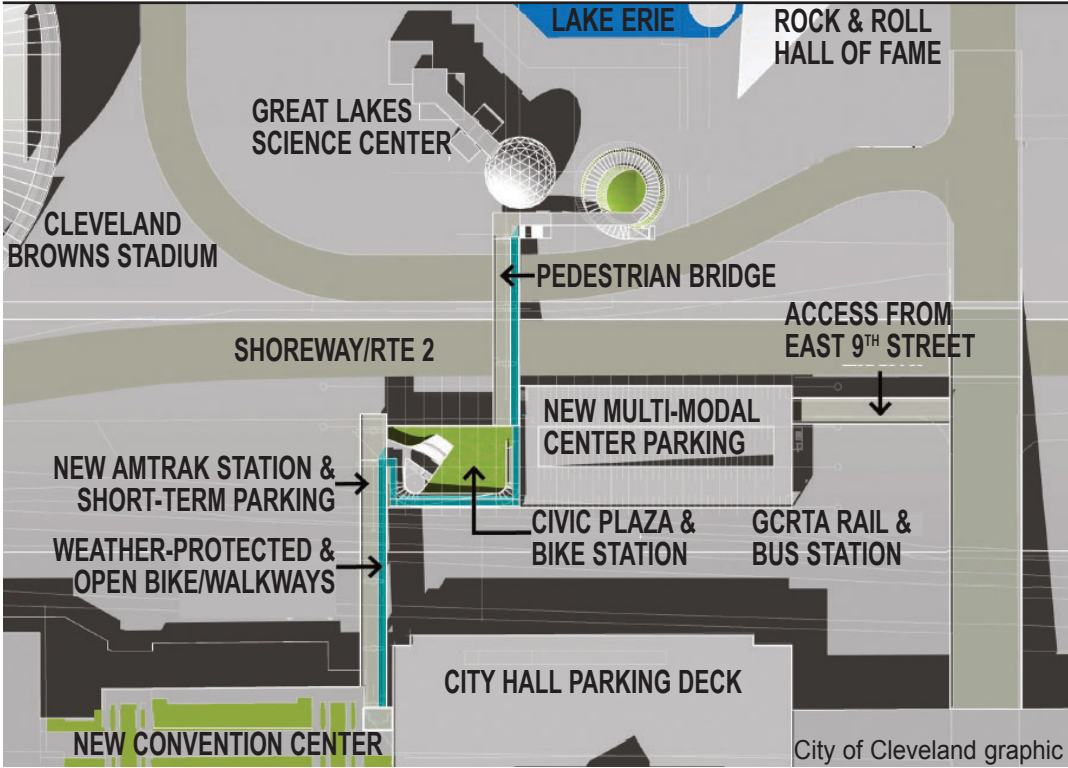 LAKE ERIE
ROCK & ROLL
HALL OF FAME
GREAT LAKES
SCIENCE CENTER
CLEVELAND
BROWNS STADIUM
PEDESTRIAN BRIDGE
ACCESS FROM
EAST 9TH STREET
SHOREWAY/RTE 2
NEW MULTI-MODAL
CENTER PARKING
NEW AMTRAK STATION &
SHORT-TERM PARKING
CIVIC PLAZA &
BIKE STATION
GCRTA RAIL &
BUS STATION
WEATHER-PROTECTED &
OPEN BIKE/WALKWAYS
CITY HALL PARKING DECK
NEW CONVENTION CENTER
City of Cleveland graphic